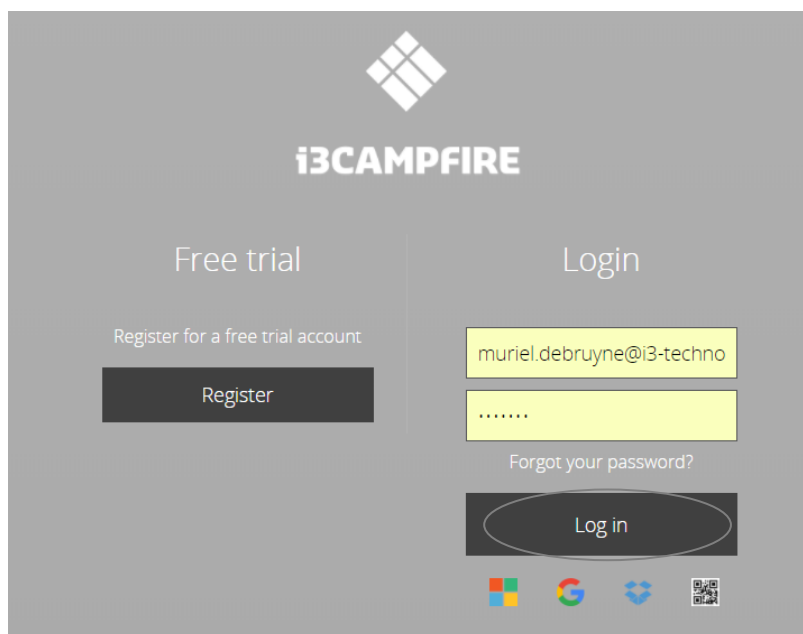 i3CAMPFIRE
Free trial
Register for a free trial account
Register
Login
muriel.debruyne@i3-techno
.......
Forgot your password?
Log in